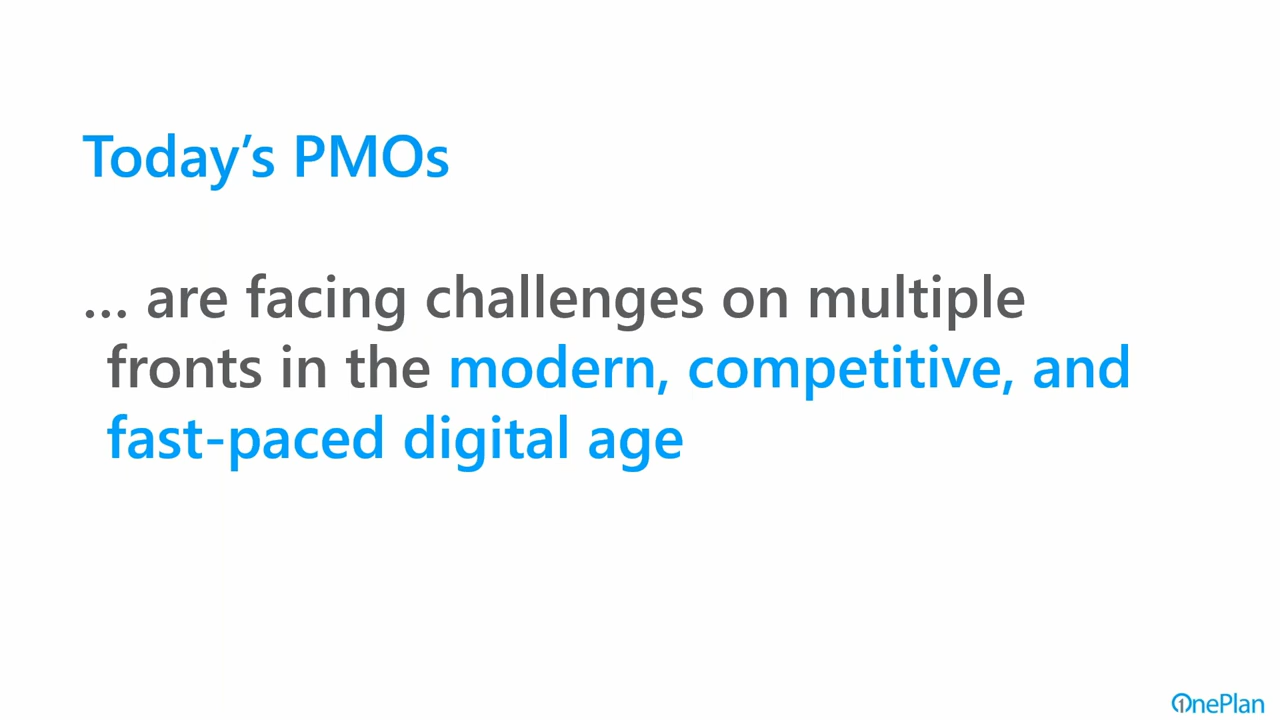 Today’s PMOs
... are facing challenges on multiple
fronts in the modern, competitive, and
fast-paced digital age
OnePlan